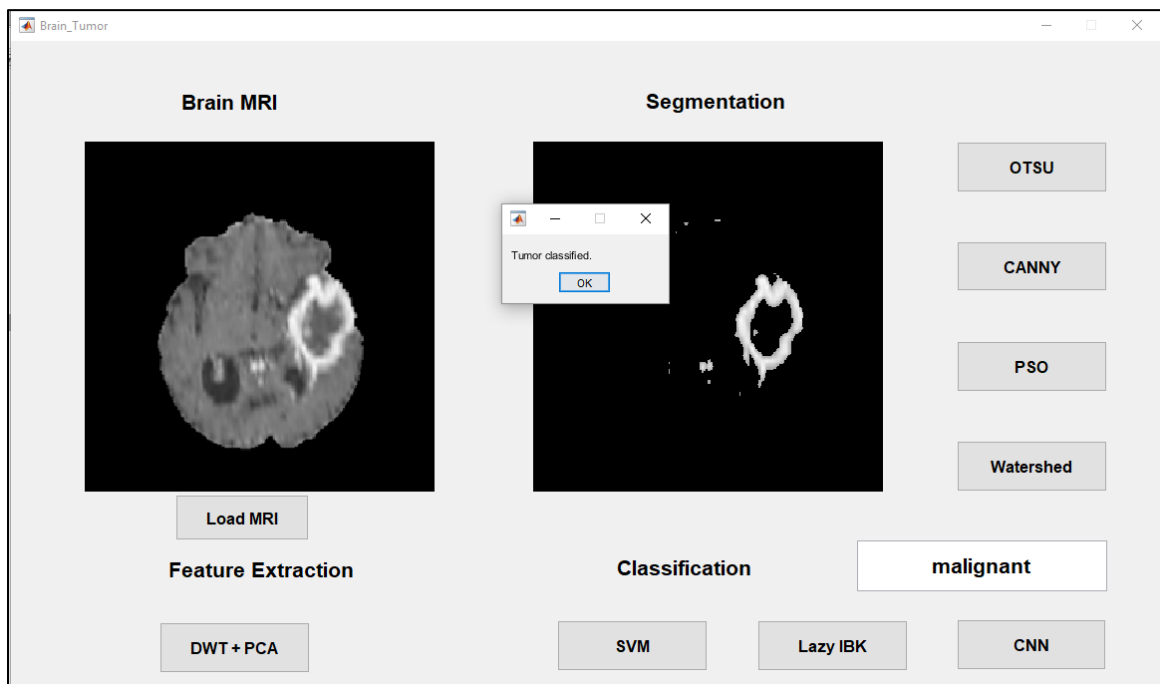 Brain_Tumor
Brain MRI
Segmentation
OTSU
Tumor classified.
OK
CANNY
PSO
Watershed
Load MRI
Feature Extraction
Classification
malignant
DWT + PCA
SVM
Lazy IBK
CNN